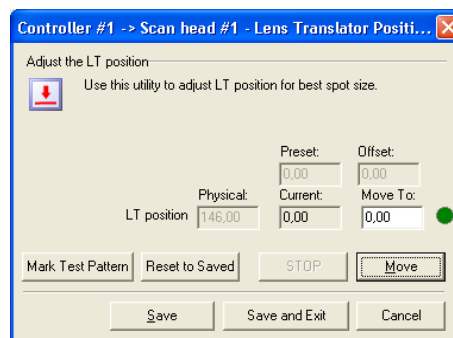 Controller #1 -> Scan head #1 - Lens Translator Positi...
Adjust the LT position
Use this utility to adjust LT position for best spot size.
Preset: Offset:
0,00 0,00
Physical: Current: Move To:
LT position 146,00 0,00 0,00
Mark Test Pattern Reset to Saved STOP Move
Save Save and Exit Cancel